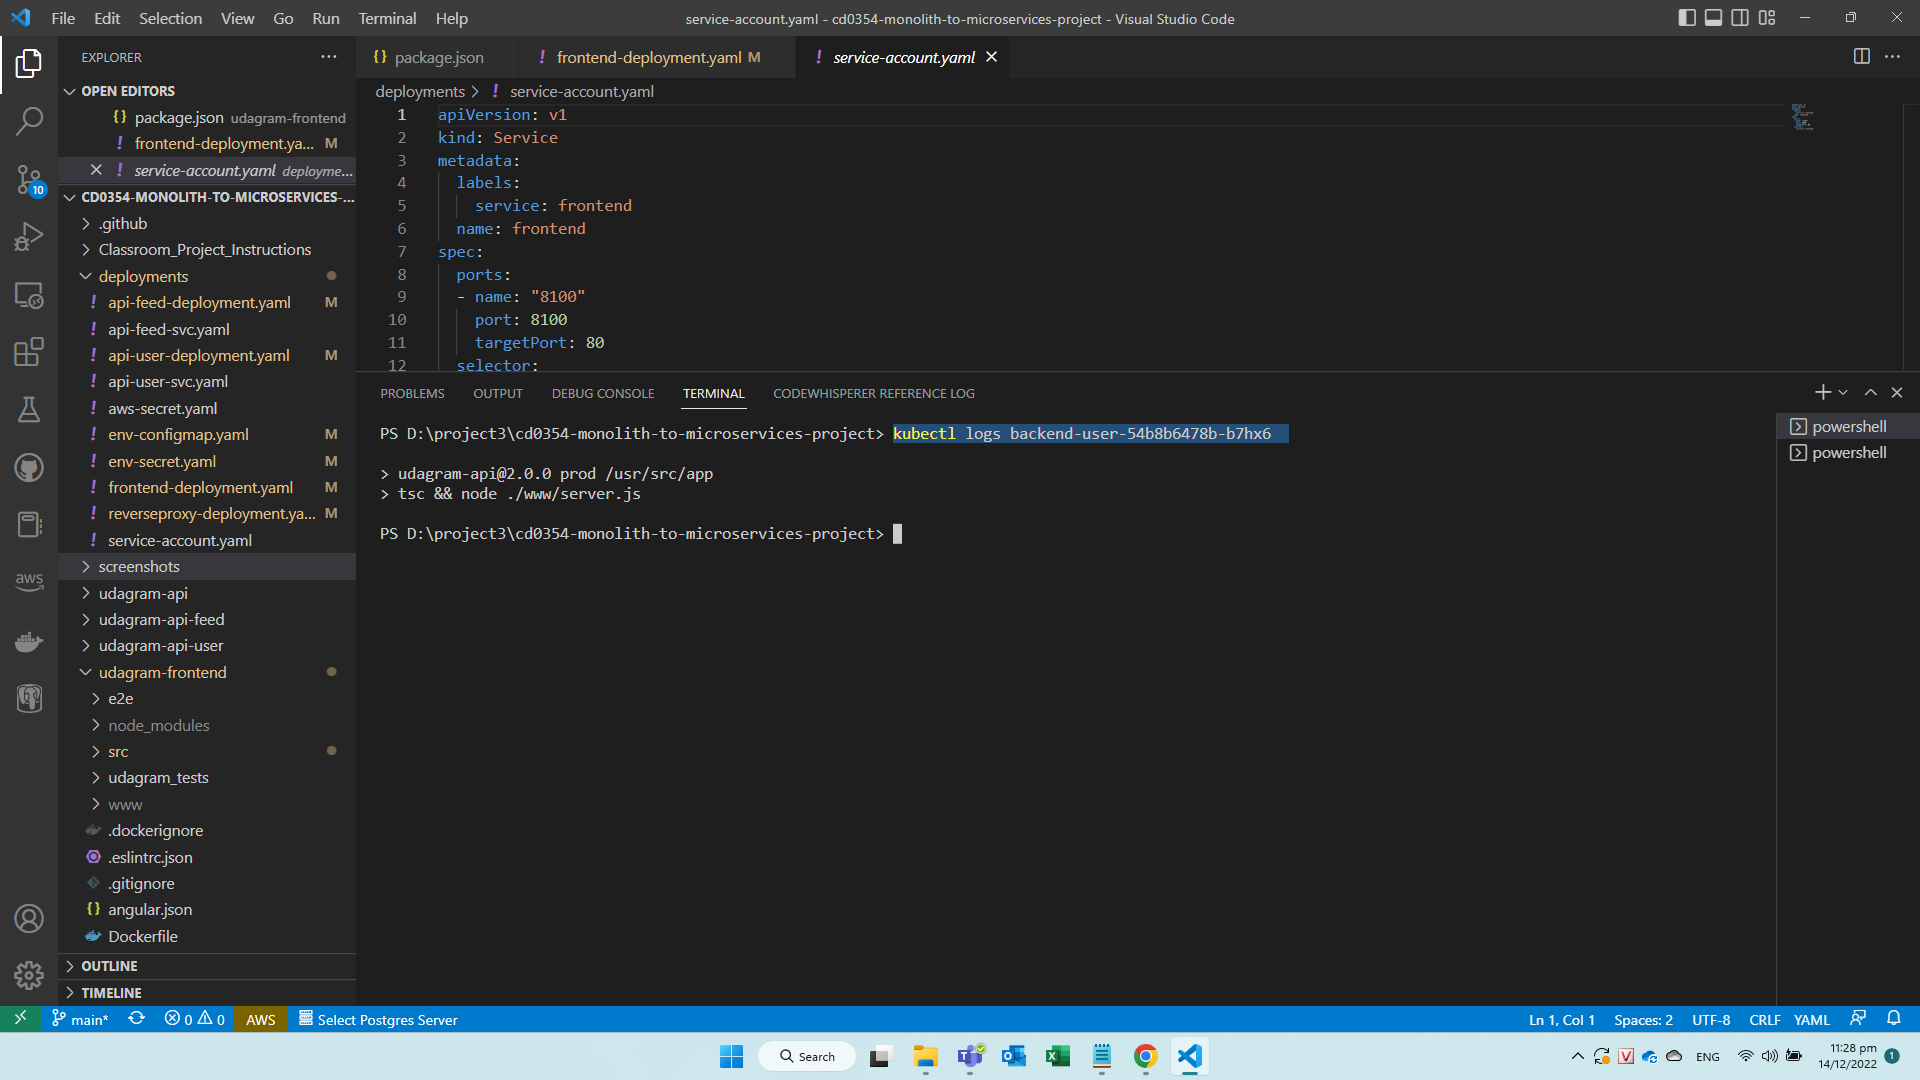 File Edit Selection View Go Run Terminal Help
service-account.yaml - cd0354-monolith-to-microservices-project - Visual Studio Code
EXPLORER
OPEN EDITORS
package.json udagram-frontend
frontend-deployment.ya... M
service-account.yaml deployme...
CD0354-MONOLITH-TO-MICROSERVICES-...
.github
Classroom_Project_Instructions
deployments
api-feed-deployment.yaml M
api-feed-svc.yaml
api-user-deployment.yaml M
api-user-svc.yaml
aws-secret.yaml
env-configmap.yaml M
env-secret.yaml M
frontend-deployment.yaml M
reverseproxy-deployment.ya... M
service-account.yaml
screenshots
udagram-api
udagram-api-feed
udagram-api-user
udagram-frontend
e2e
node_modules
src
udagram_tests
www
.dockerignore
.eslintrc.json
.gitignore
angular.json
Dockerfile
OUTLINE
TIMELINE
10
aws
package.json
frontend-deployment.yaml M
service-account.yaml
deployments > service-account.yaml
1 apiVersion: v1
2 kind: Service
3 metadata:
4 labels:
5 service: frontend
6 name: frontend
7 spec:
8 ports:
9 - name: "8100"
10 port: 8100
11 targetPort: 80
12 selector:
PROBLEMS OUTPUT DEBUG CONSOLE TERMINAL CODEWHISPERER REFERENCE LOG
PS D:\project3\cd0354-monolith-to-microservices-project> kubectl logs backend-user-54b8b6478b-b7hx6
> udagram-api@2.0.0 prod /usr/src/app
> tsc && node ./www/server.js
PS D:\project3\cd0354-monolith-to-microservices-project>
powershell
powershell
main* 0 0 AWS Select Postgres Server
Ln 1, Col 1 Spaces: 2 UTF-8 CRLF YAML
Search
ENG
11:28 pm
14/12/2022
1